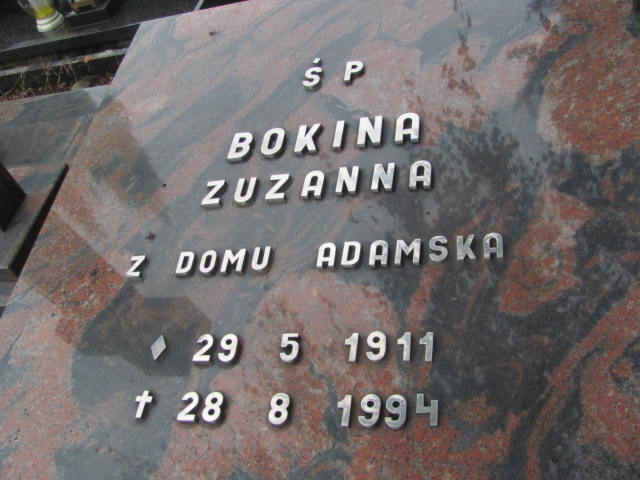 ŚP
BOKINA
ZUZANNA
Z DOMU ADAMSKA
♦ 29 5 1911
✝ 28 8 1994